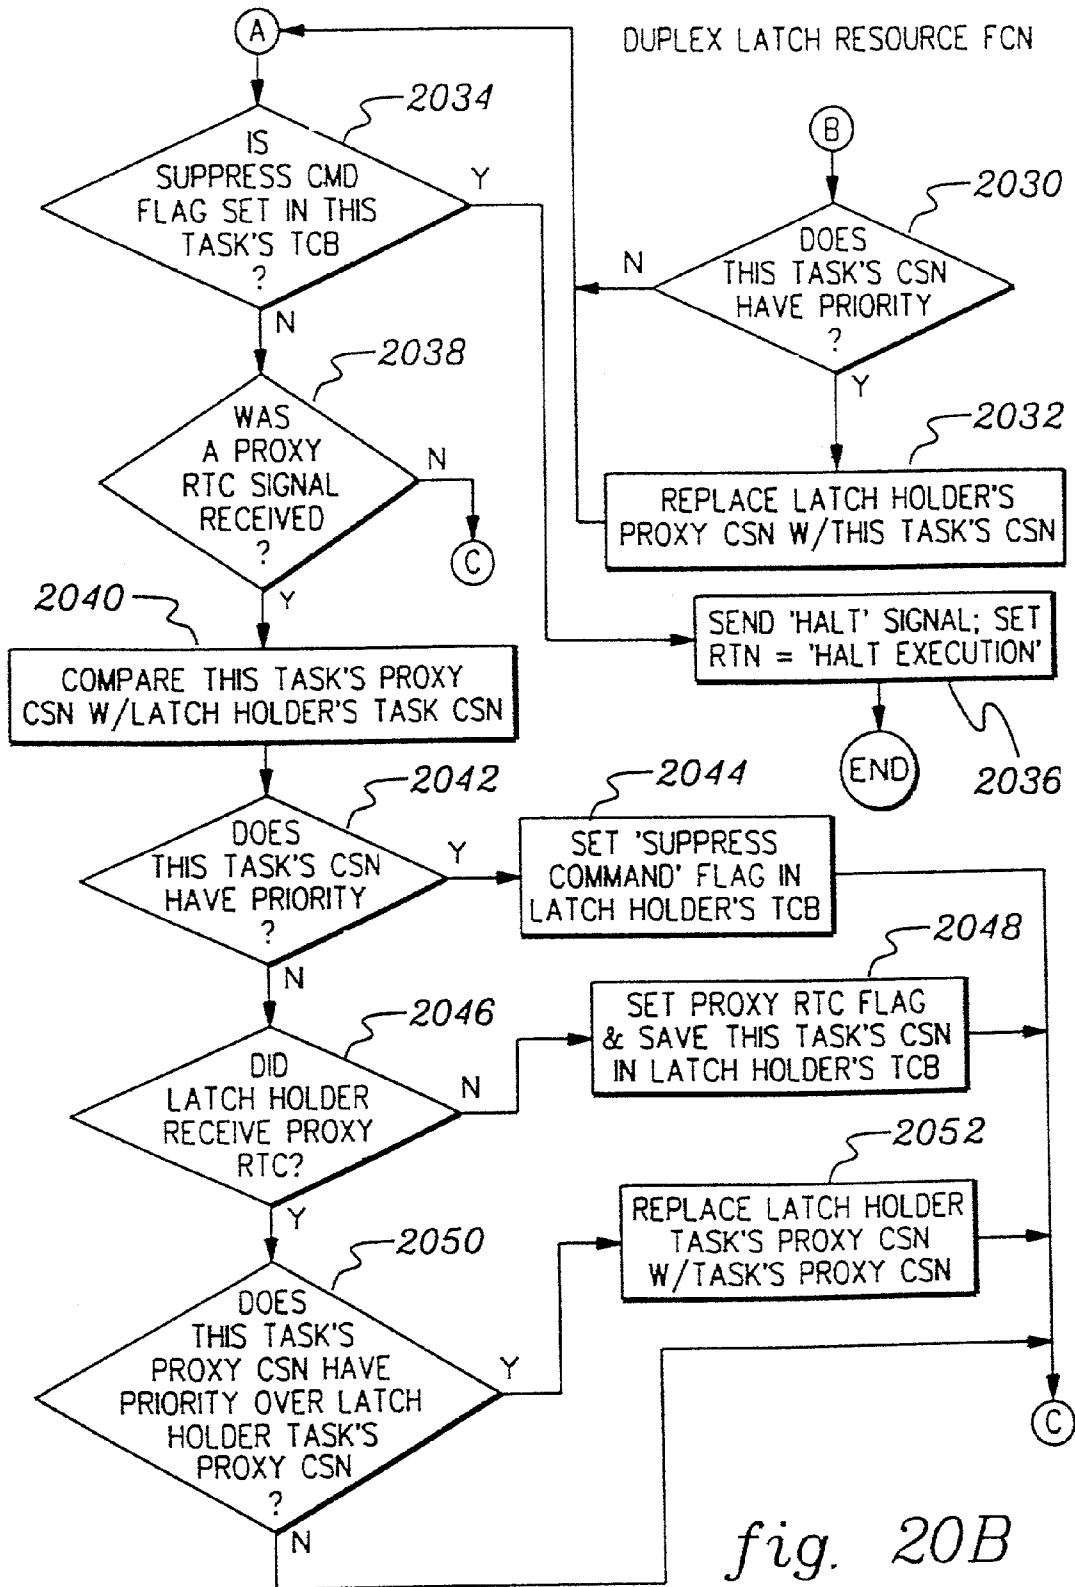 A
DUPLEX LATCH RESOURCE FCN
2034
IS
SUPPRESS CMD
FLAG SET IN THIS
TASK'S TCB
?
Y
N
B
2030
DOES
THIS TASK'S CSN
HAVE PRIORITY
?
N
Y
2038
WAS
A PROXY
RTC SIGNAL
RECEIVED
?
N
C
Y
2032
REPLACE LATCH HOLDER'S
PROXY CSN W/THIS TASK'S CSN
2040
COMPARE THIS TASK'S PROXY
CSN W/LATCH HOLDER'S TASK CSN
SEND 'HALT' SIGNAL; SET
RTN = 'HALT EXECUTION'
END
2036
2042
DOES
THIS TASK'S CSN
HAVE PRIORITY
?
Y
N
2044
SET 'SUPPRESS
COMMAND' FLAG IN
LATCH HOLDER'S TCB
2046
DID
LATCH HOLDER
RECEIVE PROXY
RTC?
N
Y
2048
SET PROXY RTC FLAG
& SAVE THIS TASK'S CSN
IN LATCH HOLDER'S TCB
2050
DOES
THIS TASK'S
PROXY CSN HAVE
PRIORITY OVER LATCH
HOLDER TASK'S
PROXY CSN
?
Y
N
2052
REPLACE LATCH HOLDER
TASK'S PROXY CSN
W/TASK'S PROXY CSN
C
fig. 20B